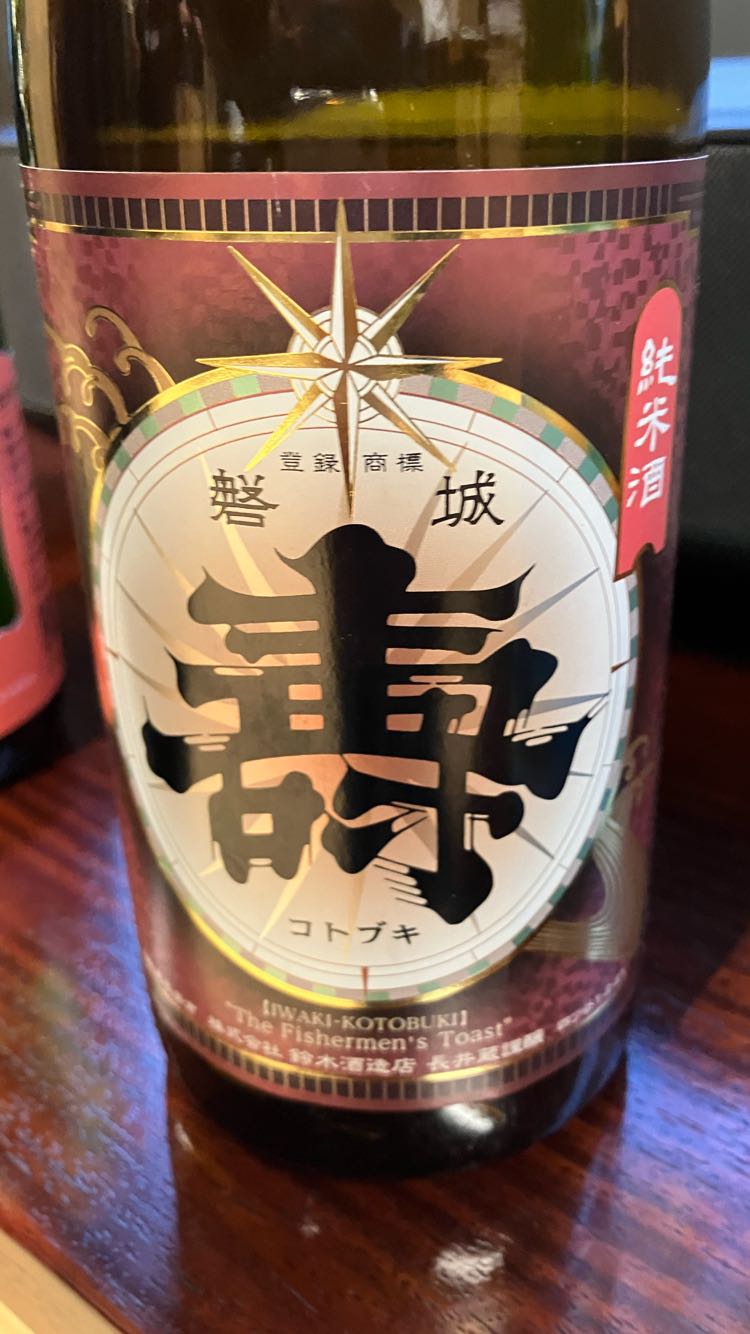 純米酒
登録 商標
磐城
壽
コトブキ
【IWAKI-KOTOBUKI】
"The Fishermen's Toast"
株式会社 鈴木酒造店 長井蔵謹醸